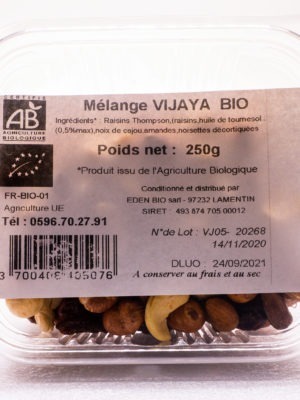 CERTIFIÉ
AB
AGRICULTURE
BIOLOGIQUE
Mélange VIJAYA BIO
Ingrédients* : Raisins Thompson,(raisins,huile de tournesol
(0,5%max),noix de cajou,amandes,noisettes décortiquées
Poids net : 250g
*Produit issu de l'Agriculture Biologique
FR-BIO-01
Agriculture UE
Tél : 0596.70.27.91
Conditionné et distribué par
EDEN BIO sarl - 97232 LAMENTIN
SIRET : 493 874 705 00012
N°de Lot : VJ05- 20268
14/11/2020
DLUO : 24/09/2021
A conserver au frais et au sec